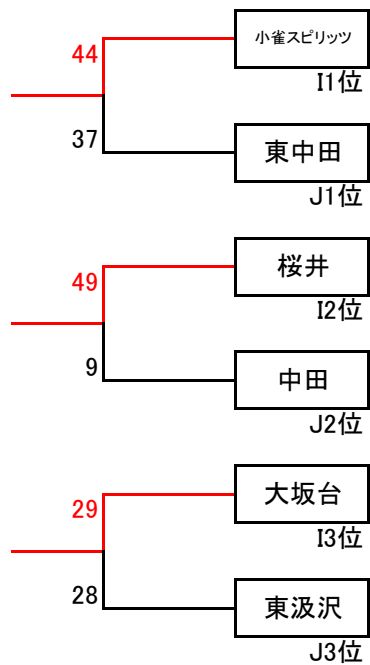 44
小雀スピリッツ
I1位
37
東中田
J1位
49
桜井
I2位
9
中田
J2位
29
大坂台
I3位
28
東汲沢
J3位